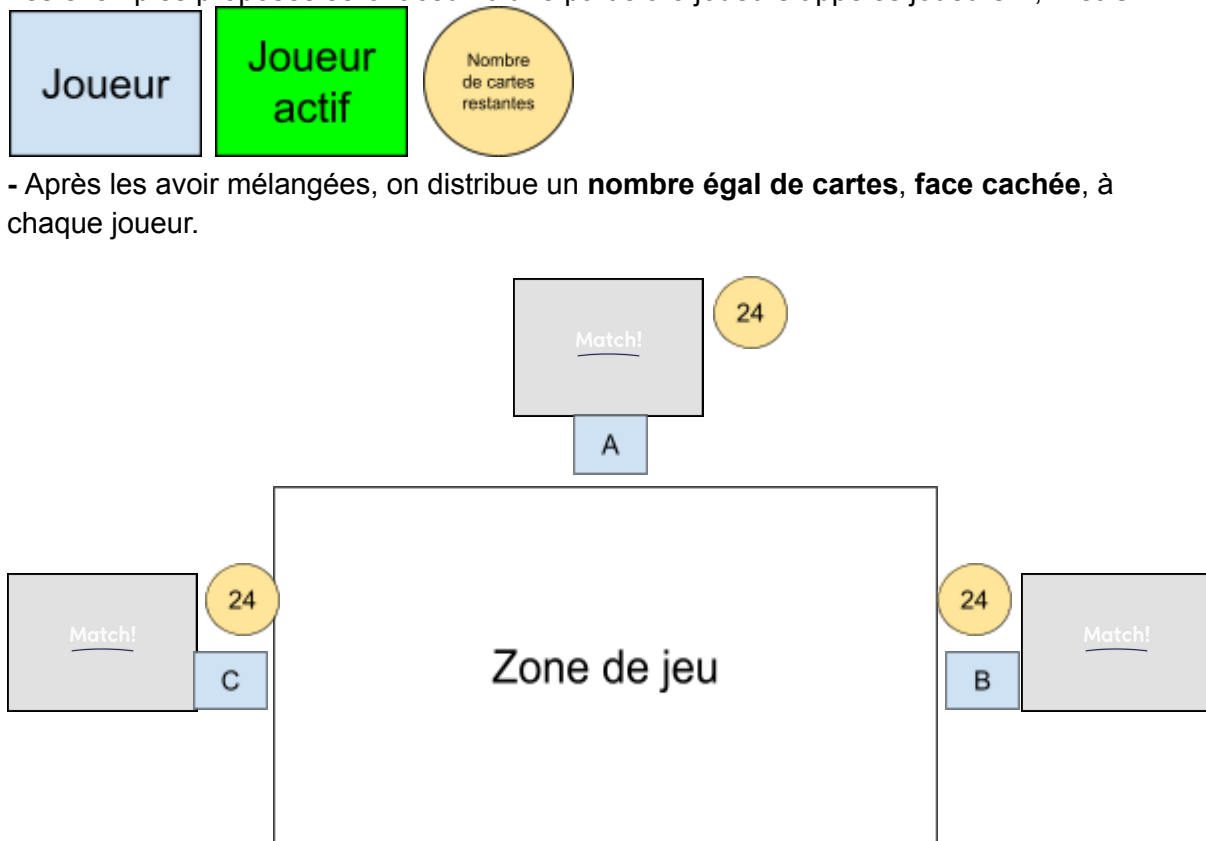 Joueur
Joueur
actif
Nombre
de cartes
restantes
- Après les avoir mélangées, on distribue un nombre égal de cartes, face cachée, à
chaque joueur.
Match!
24
A
Match!
24
C
Zone de jeu
24
B
Match!